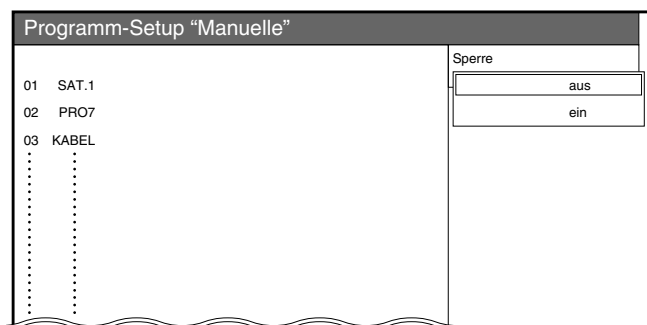 Programm-Setup “Manuelle”
Sperre
aus
ein
01 SAT.1
02 PRO7
03 KABEL